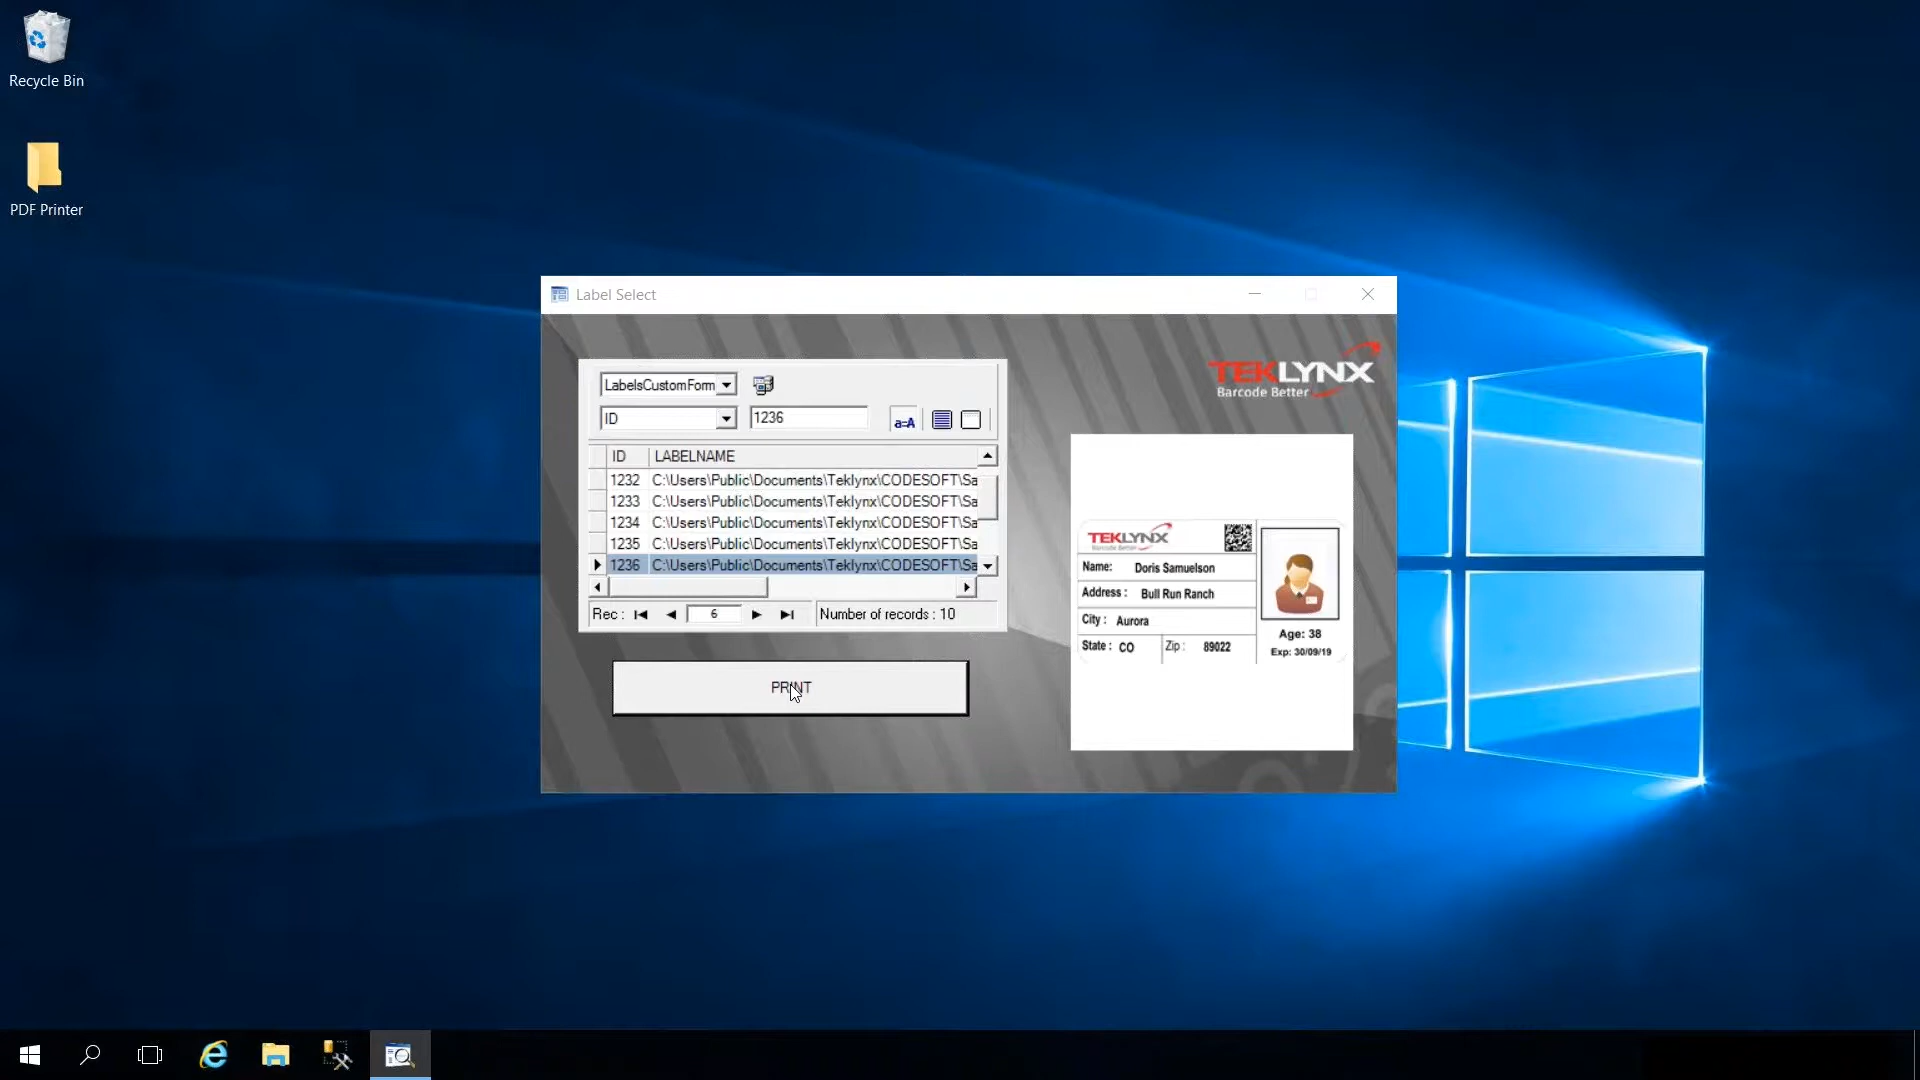 Recycle Bin
PDF Printer
Label Select
LabelsCustomForm
ID
1236
a=A
ID LABELNAME
1232 C:\Users\Public\Documents\Teklynx\CODESOFT\Sa
1233 C:\Users\Public\Documents\Teklynx\CODESOFT\Sa
1234 C:\Users\Public\Documents\Teklynx\CODESOFT\Sa
1235 C:\Users\Public\Documents\Teklynx\CODESOFT\Sa
1236 C:\Users\Public\Documents\Teklynx\CODESOFT\Sa
Rec : 6 Number of records : 10
PRINT
TEKLYNX
Barcode Better
TEKLYNX
Barcode Better
Name: Doris Samuelson
Address : Bull Run Ranch
City : Aurora
State : CO Zip : 89022
Age: 38
Exp: 30/09/19